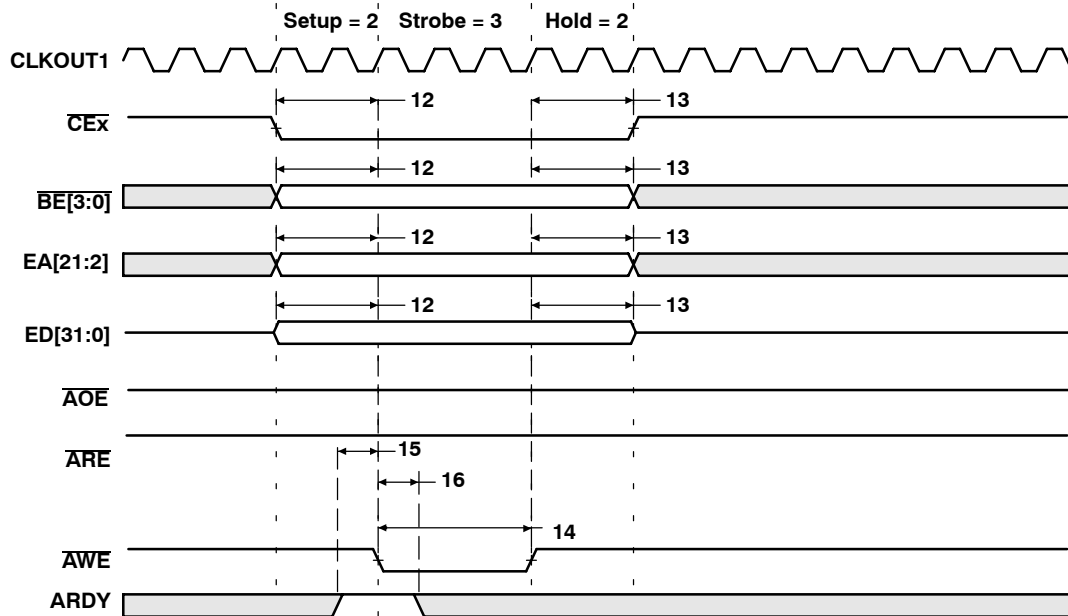 Setup = 2 Strobe = 3 Hold = 2
CLKOUT1
12 13
CEx
12 13
BE[3:0]
12 13
EA[21:2]
12 13
ED[31:0]
AOE
15
ARE
16
14
AWE
ARDY